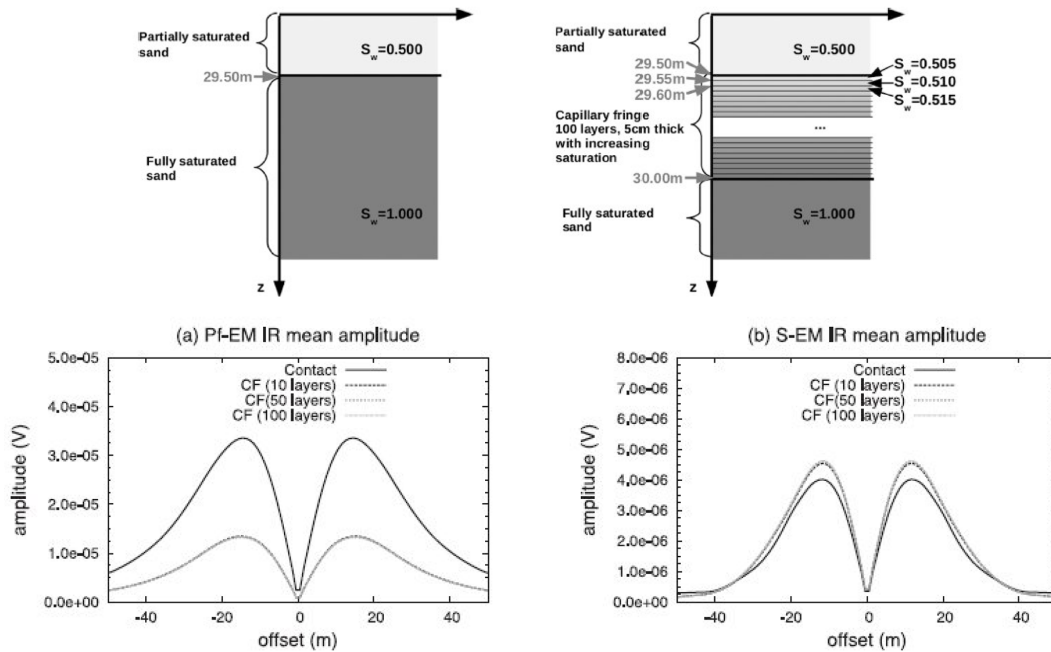 Partially saturated
sand
S_w=0.500
29.50m
Fully saturated
sand
S_w=1.000
z
Partially saturated
sand
S_w=0.500
29.50m
29.55m
29.60m
S_w=0.505
S_w=0.510
S_w=0.515
Capillary fringe
100 layers, 5cm thick
with increasing
saturation
...
30.00m
Fully saturated
sand
S_w=1.000
z
(a) Pf-EM IR mean amplitude
5.0e-05
4.0e-05
3.0e-05
2.0e-05
1.0e-05
0.0e+00
amplitude (V)
Contact
CF (10 layers)
CF(50 layers)
CF (100 layers)
-40 -20 0 20 40
offset (m)
(b) S-EM IR mean amplitude
8.0e-06
7.0e-06
6.0e-06
5.0e-06
4.0e-06
3.0e-06
2.0e-06
1.0e-06
0.0e+00
amplitude (V)
Contact
CF (10 layers)
CF(50 layers)
CF (100 layers)
-40 -20 0 20 40
offset (m)